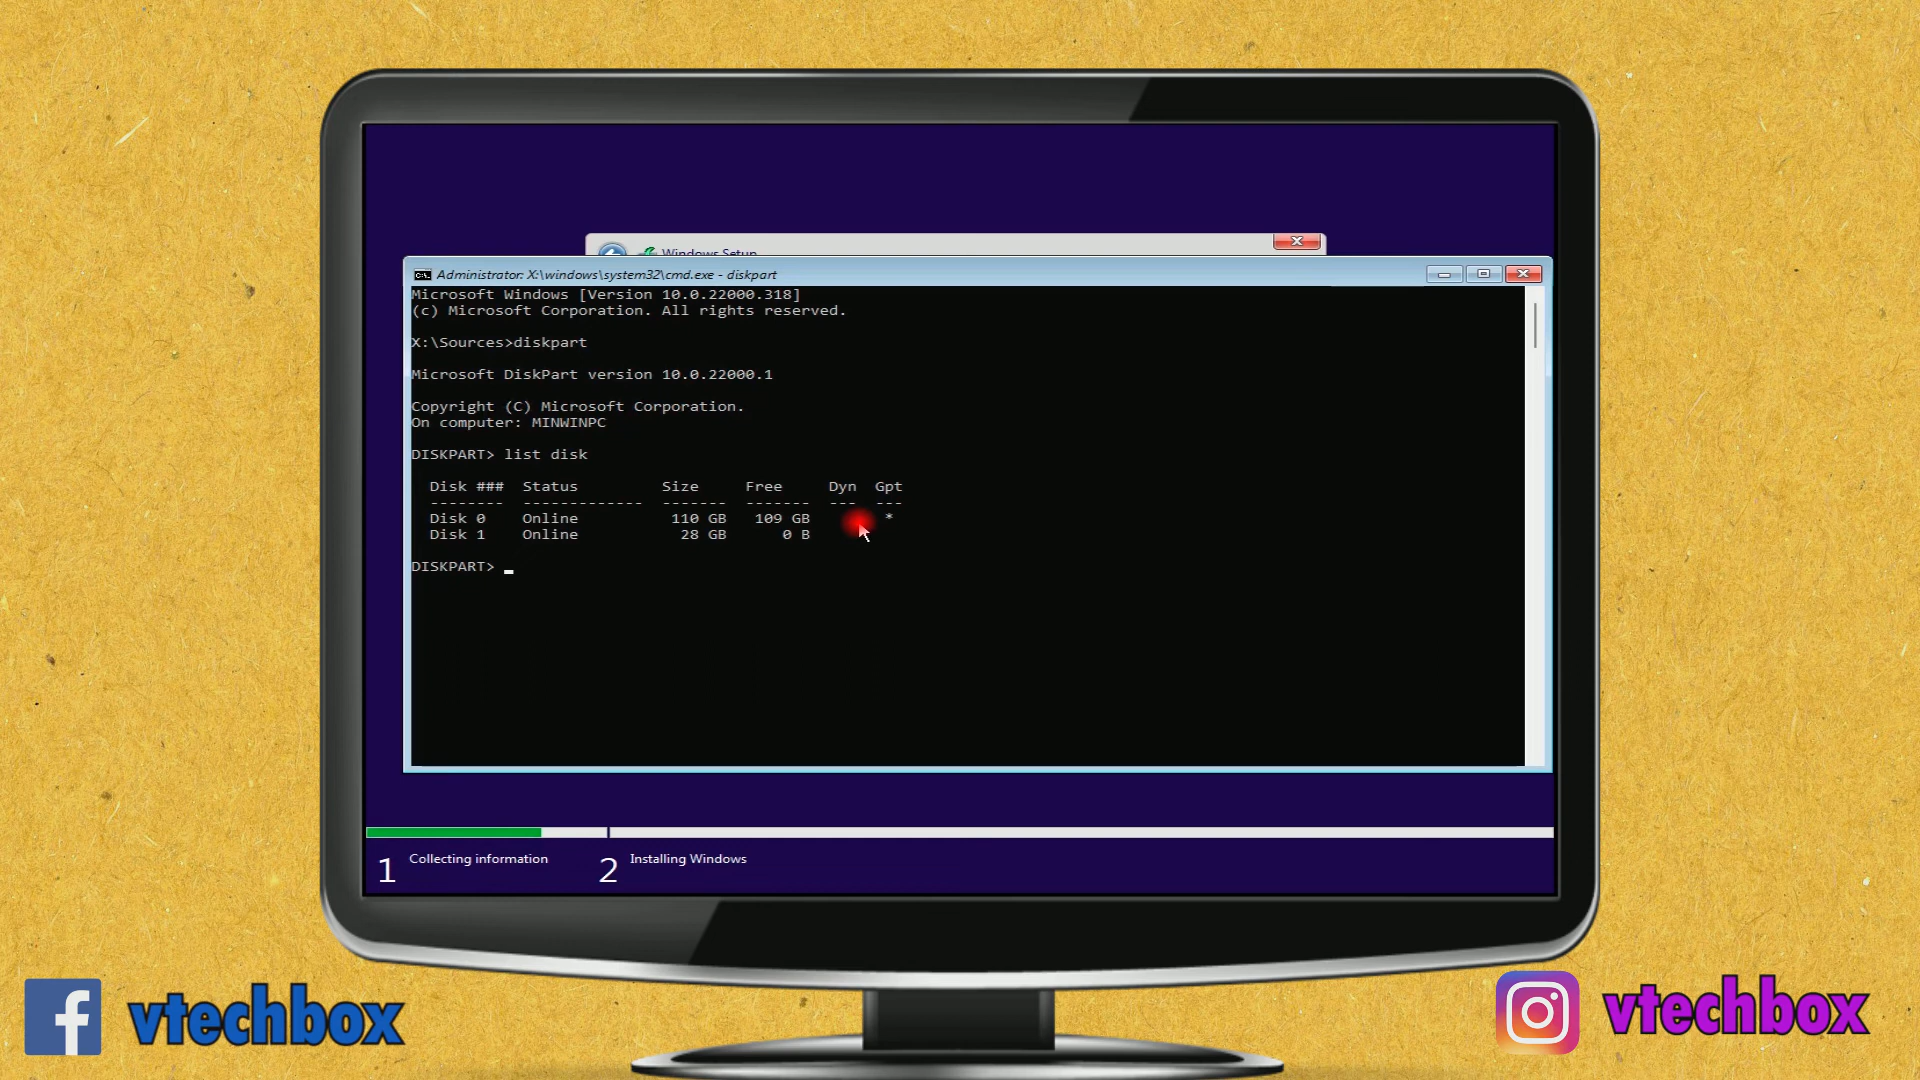 Windows Setup
Administrator: X:\windows\system32\cmd.exe - diskpart
Microsoft Windows [Version 10.0.22000.318]
(c) Microsoft Corporation. All rights reserved.
X:\Sources>diskpart
Microsoft DiskPart version 10.0.22000.1
Copyright (C) Microsoft Corporation.
On computer: MINWINPC
DISKPART> list disk
Disk ### Status Size Free Dyn Gpt
-------- ------------- ------- ------- --- ---
Disk 0 Online 110 GB 109 GB *
Disk 1 Online 28 GB 0 B
DISKPART> _
1 Collecting information 2 Installing Windows
vtechbox vtechbox